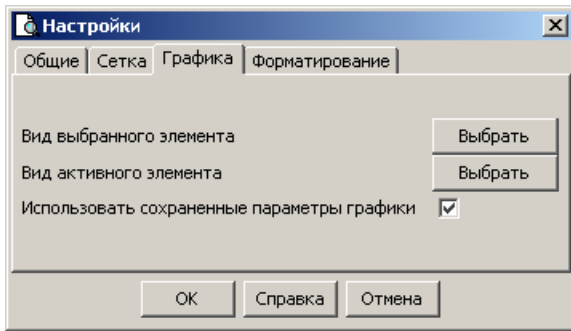 Настройки
Общие Сетка Графика Форматирование
Вид выбранного элемента Выбрать
Вид активного элемента Выбрать
Использовать сохраненные параметры графики
OK Справка Отмена